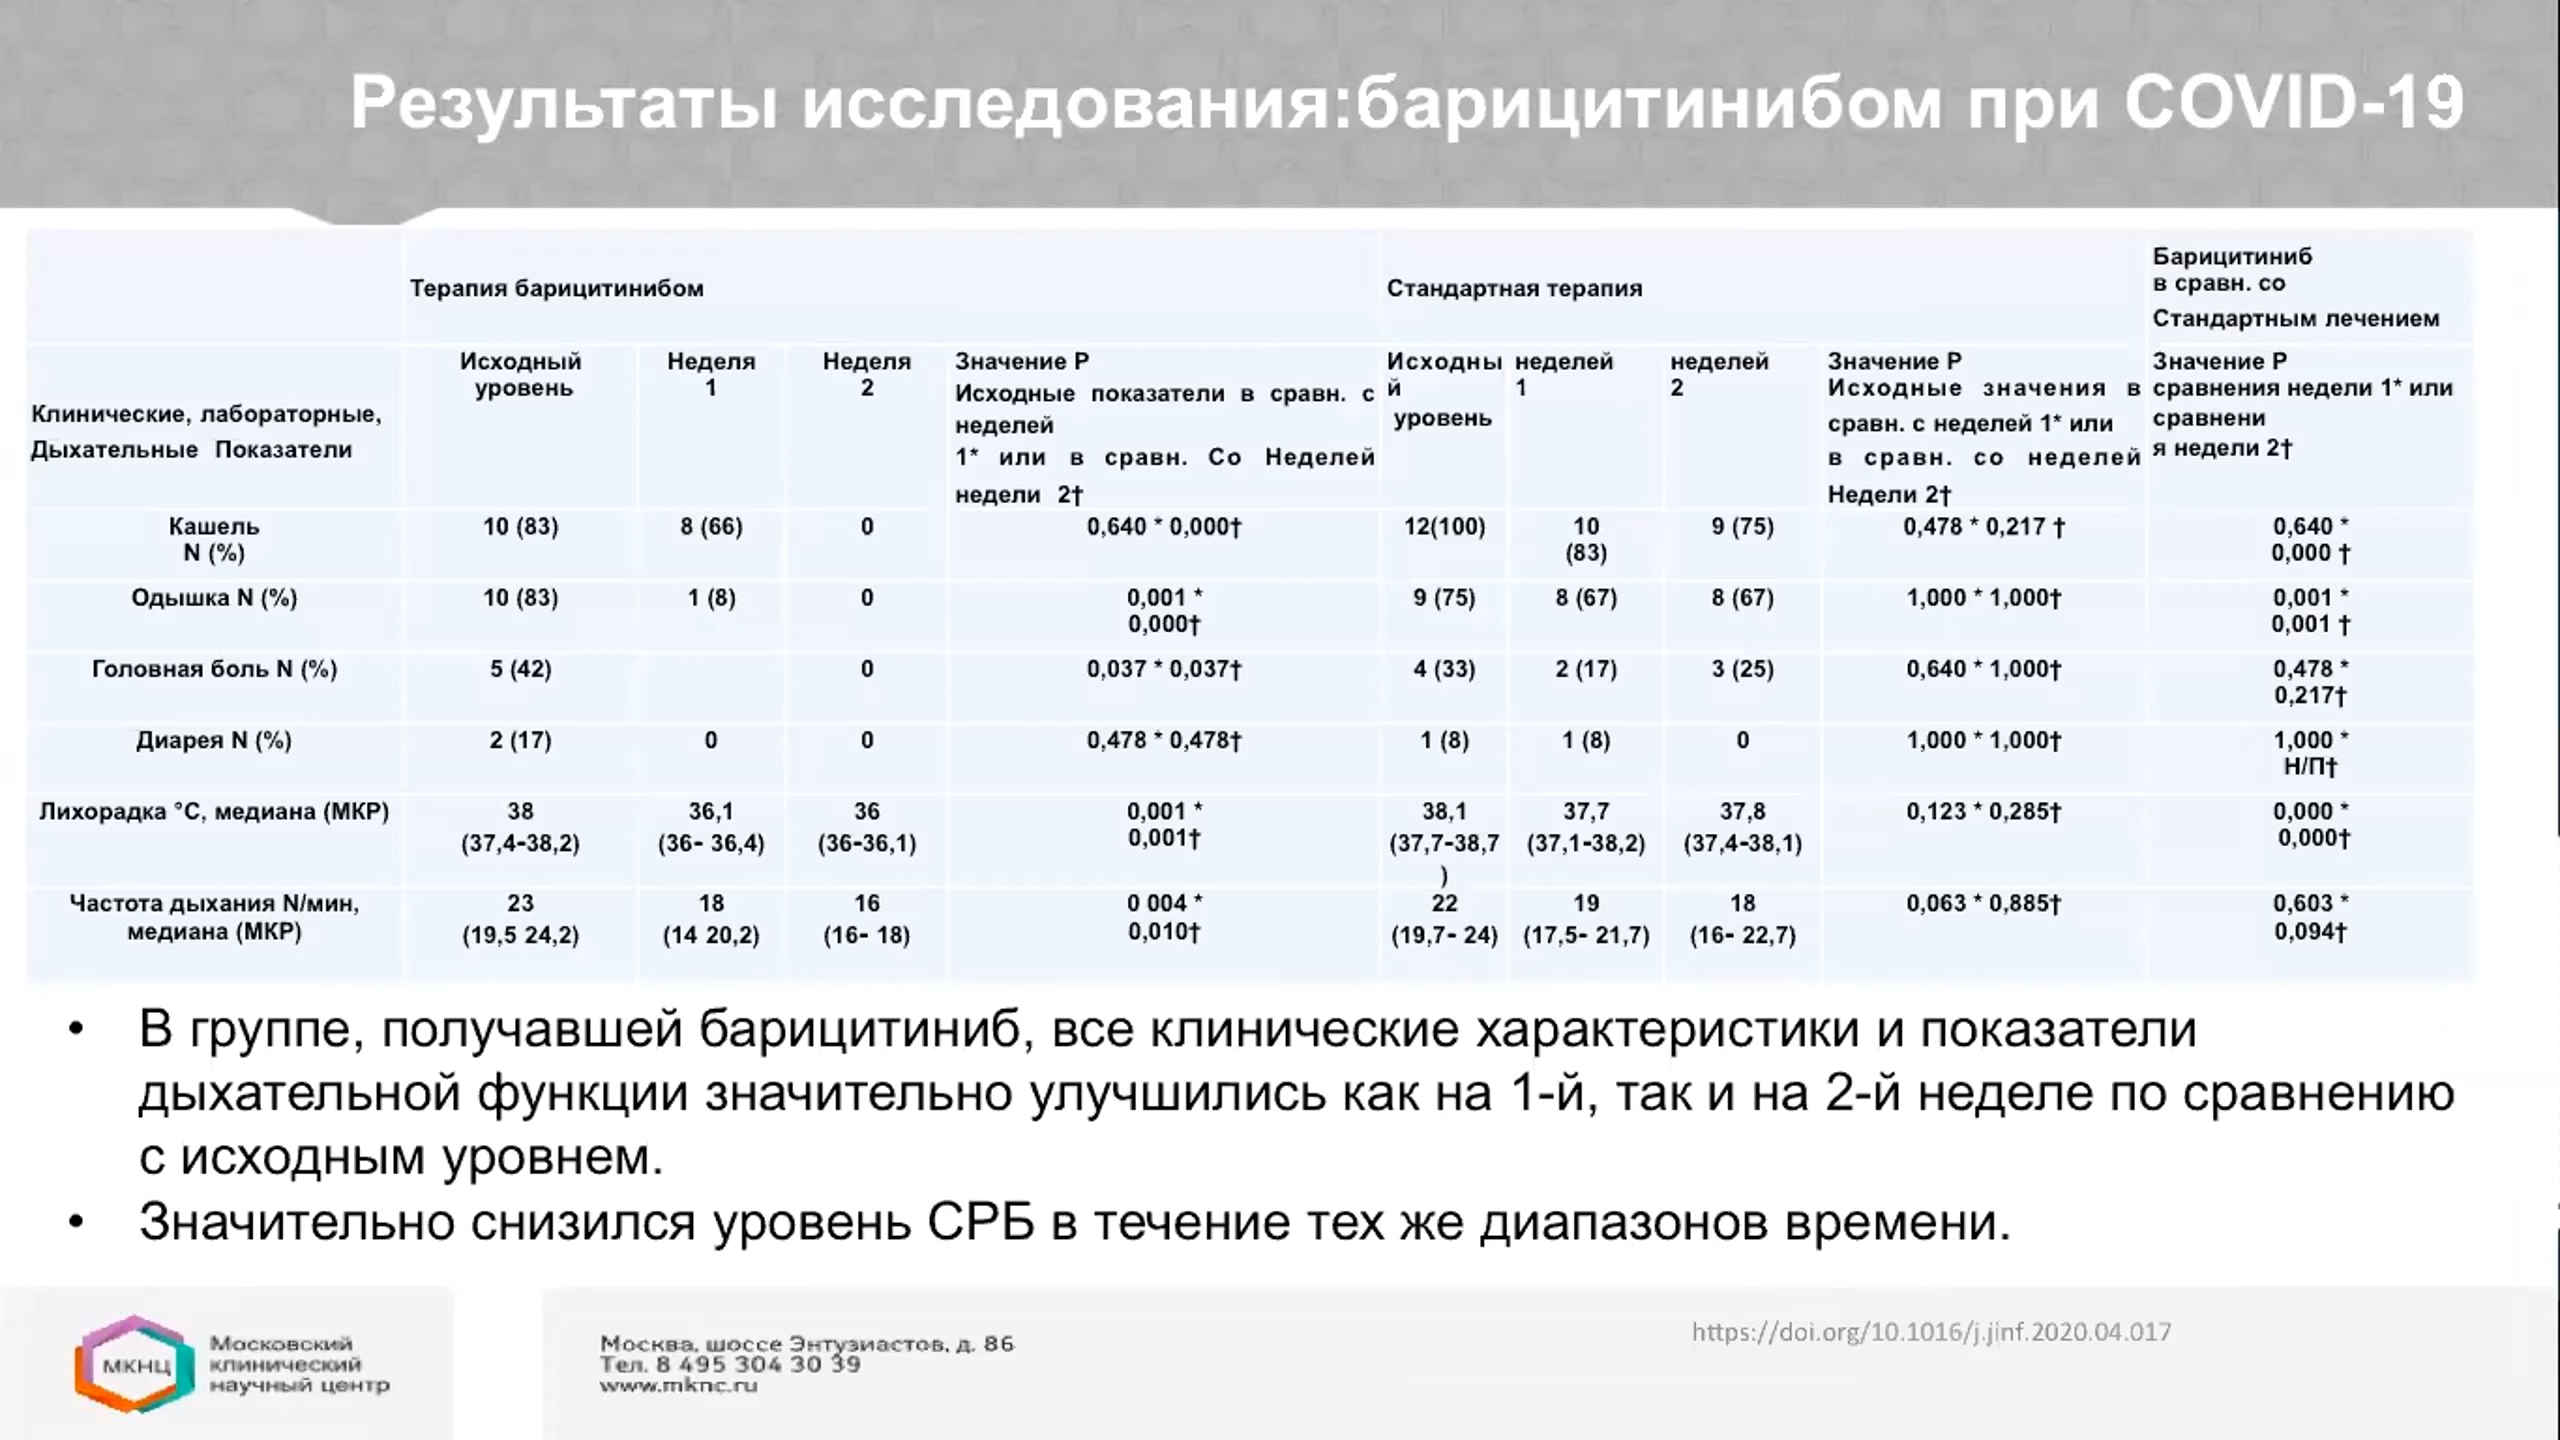 Результаты исследования:барицитинибом при COVID-19
Терапия барицитинибом
Стандартная терапия
Барицитиниб
в сравн. со
Стандартным лечением
Клинические, лабораторные,
Дыхательные Показатели
Исходный
уровень
Неделя
1
Неделя
2
Значение P
Исходные показатели в сравн. с
неделей
1* или в сравн. Со Неделей
недели 2†
Исходны
й
уровень
неделей
1
неделей
2
Значение P
Исходные значения в
сравн. с неделей 1* или
в сравн. со неделей
Недели 2†
Значение P
сравнения недели 1* или
сравнени
я недели 2†
Кашель
N (%)
10 (83)
8 (66)
0
0,640 * 0,000†
12(100)
10
(83)
9 (75)
0,478 * 0,217 †
0,640 *
0,000 †
Одышка N (%)
10 (83)
1 (8)
0
0,001 *
0,000†
9 (75)
8 (67)
8 (67)
1,000 * 1,000†
0,001 *
0,001 †
Головная боль N (%)
5 (42)
0
0,037 * 0,037†
4 (33)
2 (17)
3 (25)
0,640 * 1,000†
0,478 *
0,217†
Диарея N (%)
2 (17)
0
0
0,478 * 0,478†
1 (8)
1 (8)
0
1,000 * 1,000†
1,000 *
Н/П†
Лихорадка °C, медиана (МКР)
38
(37,4-38,2)
36,1
(36- 36,4)
36
(36-36,1)
0,001 *
0,001†
38,1
(37,7-38,7
)
37,7
(37,1-38,2)
37,8
(37,4-38,1)
0,123 * 0,285†
0,000 *
0,000†
Частота дыхания N/мин,
медиана (МКР)
23
(19,5 24,2)
18
(14 20,2)
16
(16- 18)
0 004 *
0,010†
22
(19,7- 24)
19
(17,5- 21,7)
18
(16- 22,7)
0,063 * 0,885†
0,603 *
0,094†
• В группе, получавшей барицитиниб, все клинические характеристики и показатели
дыхательной функции значительно улучшились как на 1-й, так и на 2-й неделе по сравнению
с исходным уровнем.
• Значительно снизился уровень СРБ в течение тех же диапазонов времени.
МКНЦ
Московский
клинический
научный центр
Москва, шоссе Энтузиастов, д. 86
Тел. 8 495 304 30 39
www.mknc.ru
https://doi.org/10.1016/j.jinf.2020.04.017